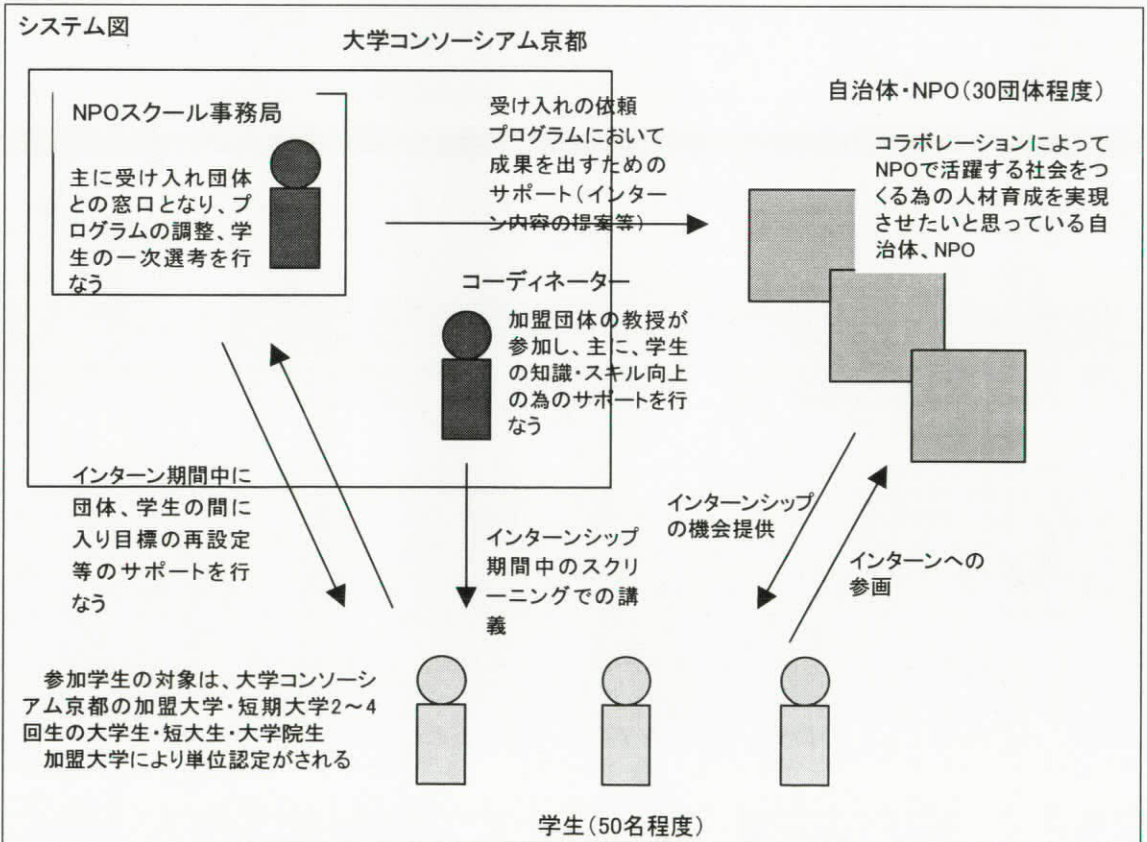 システム図
大学コンソーシアム京都
NPOスクール事務局
主に受け入れ団体
との窓口となり、プ
ログラムの調整、学
生の一次選考を行
なう
受け入れの依頼
プログラムにおいて
成果を出すための
サポート(インター
ン内容の提案等)
自治体・NPO(30団体程度)
コラボレーションによって
NPOで活躍する社会をつ
くる為の人材育成を実現
させたいと思っている自
治体、NPO
コーディネーター
加盟団体の教授が
参加し、主に、学生
の知識・スキル向上
の為のサポートを行
なう
インターン期間中に
団体、学生の間に
入り目標の再設定
等のサポートを行
なう
インターンシップ
期間中のスクリ
ーニングでの講
義
インターンシップ
の機会提供
インターンへの
参画
参加学生の対象は、大学コンソーシ
アム京都の加盟大学・短期大学2～4
回生の大学生・短大生・大学院生
加盟大学により単位認定がされる
学生(50名程度)